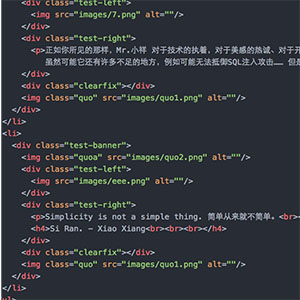 <div class="test-left">
<img src="images/7.png" alt=""/>
</div>
<div class="test-right">
<p>正如你所见的那样，Mr.小样 对于技术的执着，对于美感的热诚、对于开
虽然可能它还有许多不足的地方，例如可能无法抵御SQL注入攻击…… 但是
</div>
<div class="clearfix"></div>
<img class="quo" src="images/quo1.png" alt=""/>
</div>
</li>
<li>
<div class="test-banner">
<img class="quoa" src="images/quo2.png" alt=""/>
<div class="test-left">
<img src="images/eee.png" alt=""/>
</div>
<div class="test-right">
<p>Simplicity is not a simple thing. 简单从来就不简单。<br>
<h4>Si Ran. - Xiao Xiang<br><br><br></h4>
</div>
<div class="clearfix"></div>
<img class="quo" src="images/quo1.png" alt=""/>
</div>
</li>